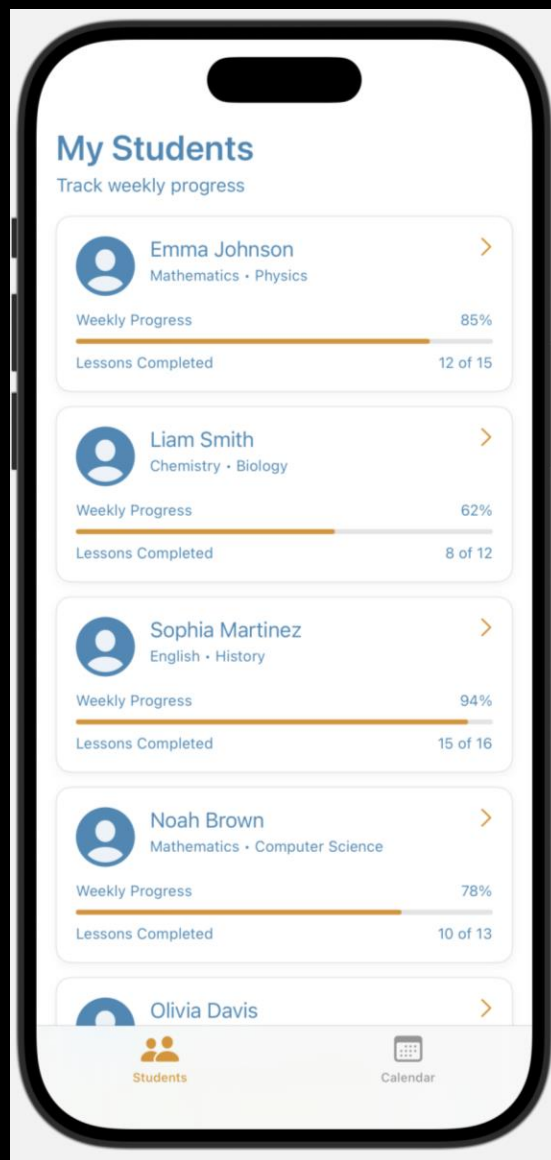 My Students
Track weekly progress
Emma Johnson
Mathematics • Physics
Weekly Progress 85%
Lessons Completed 12 of 15
Liam Smith
Chemistry • Biology
Weekly Progress 62%
Lessons Completed 8 of 12
Sophia Martinez
English • History
Weekly Progress 94%
Lessons Completed 15 of 16
Noah Brown
Mathematics • Computer Science
Weekly Progress 78%
Lessons Completed 10 of 13
Olivia Davis
Students Calendar